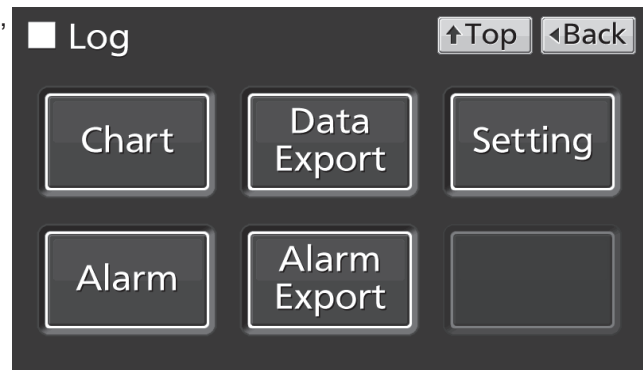 ,
Log
↑Top
◂Back
Chart
Data
Export
Setting
Alarm
Alarm
Export